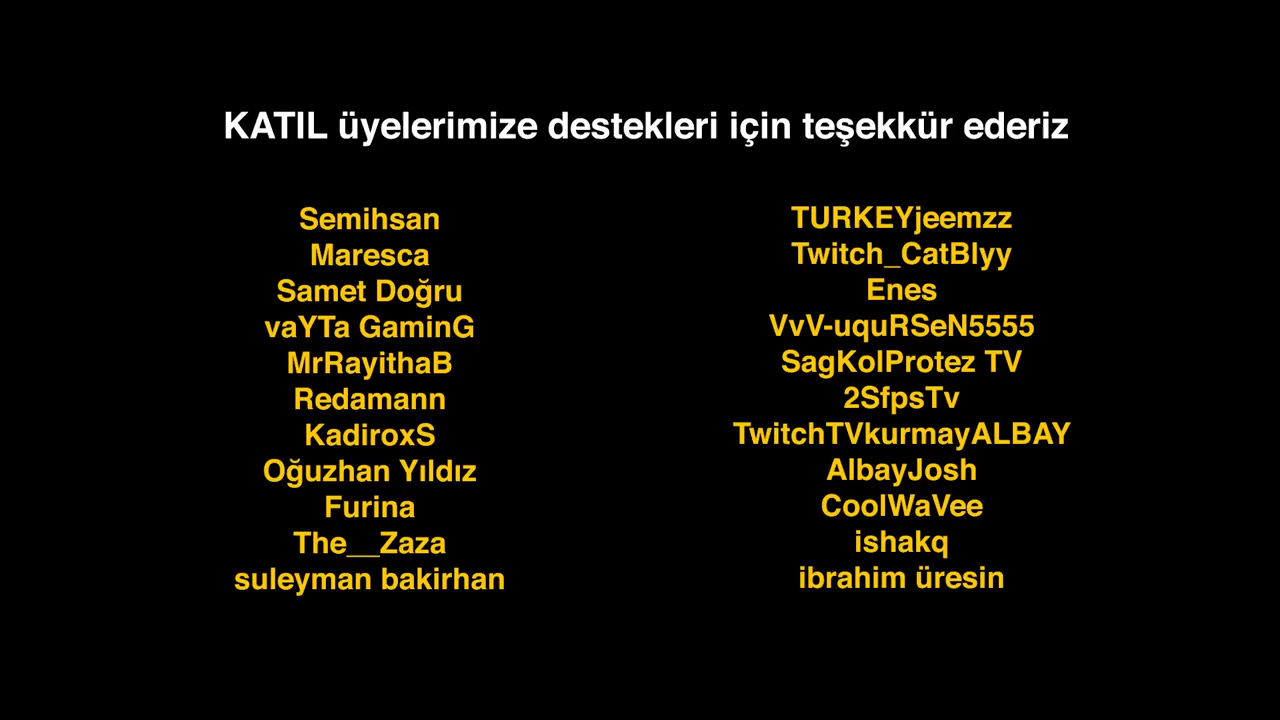 KATIL üyelerimize destekleri için teşekkür ederiz
Semihsan
Maresca
Samet Doğru
vaYTa GaminG
MrRayithaB
Redamann
KadiroxS
Oğuzhan Yıldız
Furina
The__Zaza
suleyman bakirhan
TURKEYjeemzz
Twitch_CatBlyy
Enes
VvV-uquRSeN5555
SagKolProtez TV
2SfpsTv
TwitchTVkurmayALBAY
AlbayJosh
CoolWaVee
ishakq
ibrahim üresin